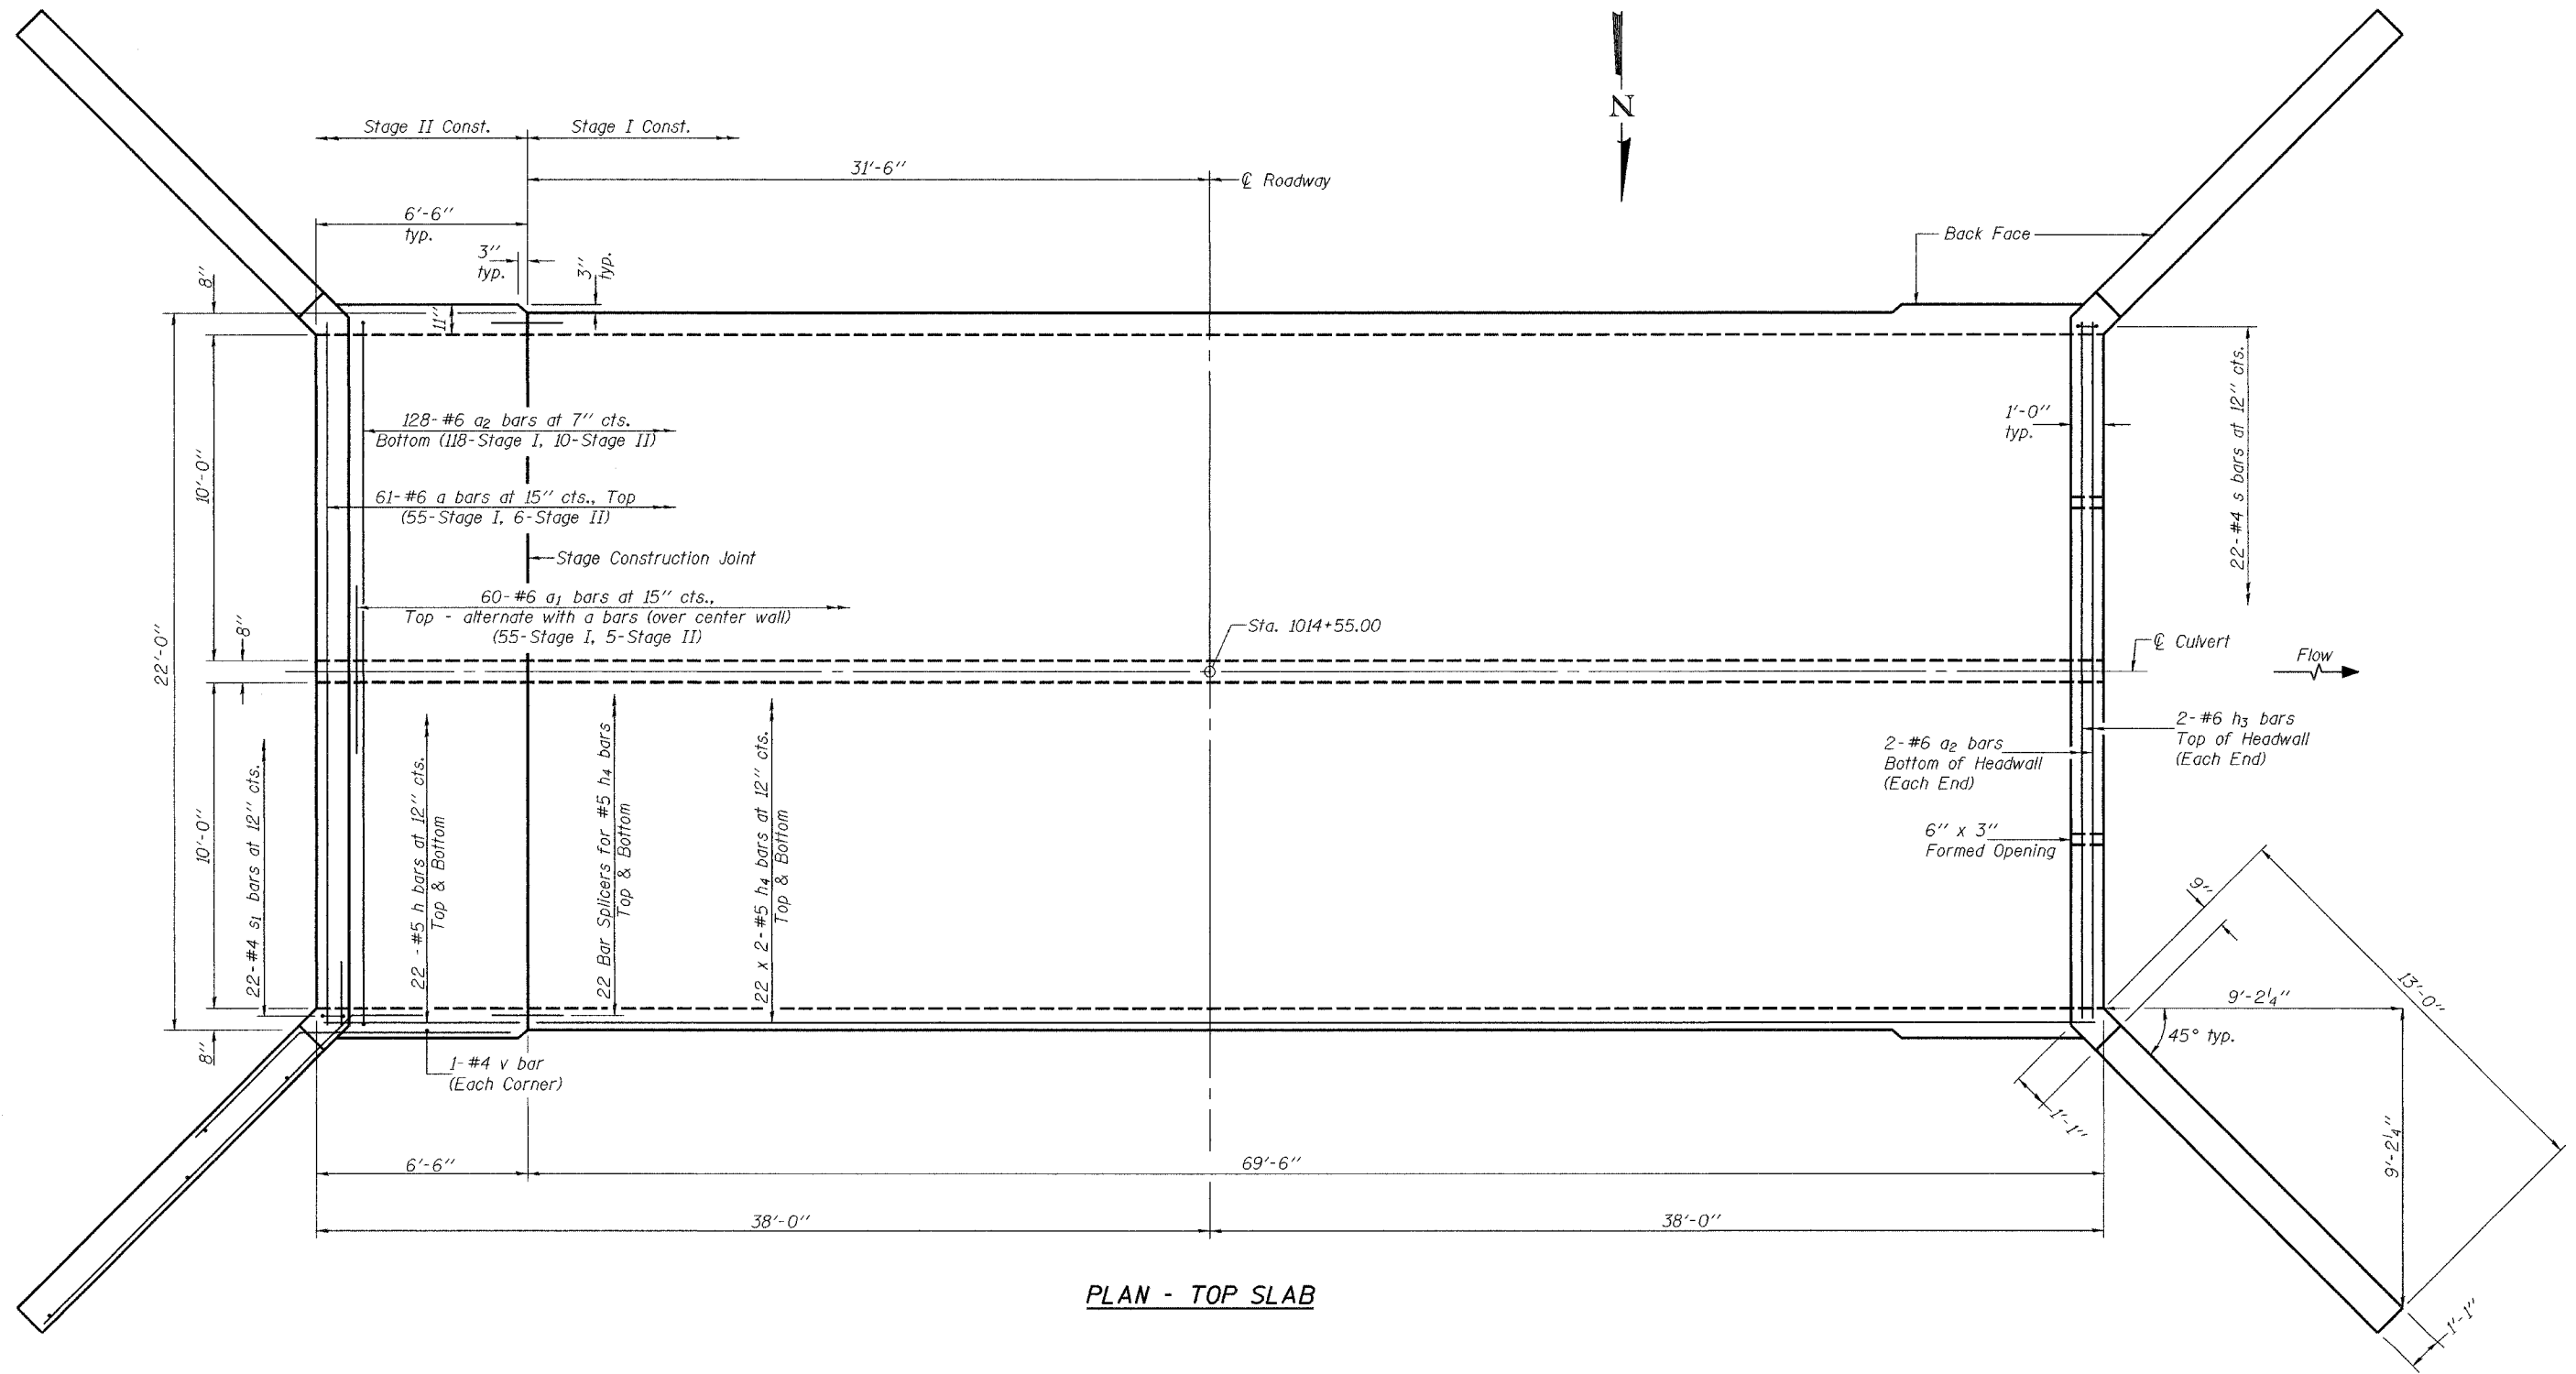 N
Stage II Const.
Stage I Const.
31'-6"
℄ Roadway
6'-6"
typ.
3"
typ.
3"
typ.
Back Face
8"
11"
128-#6 a2 bars at 7" cts.
Bottom (118-Stage I, 10-Stage II)
1'-0"
typ.
22-#4 s bars at 12" cts.
10'-0"
61-#6 a bars at 15" cts., Top
(55-Stage I, 6-Stage II)
Stage Construction Joint
60-#6 a1 bars at 15" cts.,
Top - alternate with a bars (over center wall)
(55-Stage I, 5-Stage II)
Sta. 1014+55.00
℄ Culvert
Flow
22'-0"
8"
2-#6 h3 bars
Top of Headwall
(Each End)
2-#6 a2 bars
Bottom of Headwall
(Each End)
10'-0"
22-#4 s1 bars at 12" cts.
22 -#5 h bars at 12" cts.
Top & Bottom
22 Bar Splicers for #5 h4 bars
Top & Bottom
22 x 2-#5 h4 bars at 12" cts.
Top & Bottom
6" x 3"
Formed Opening
9"
13'-0"
9'-2¼"
45° typ.
8"
1-#4 v bar
(Each Corner)
1'-1"
9'-2¼"
6'-6"
69'-6"
38'-0"
38'-0"
1'-1"
PLAN - TOP SLAB